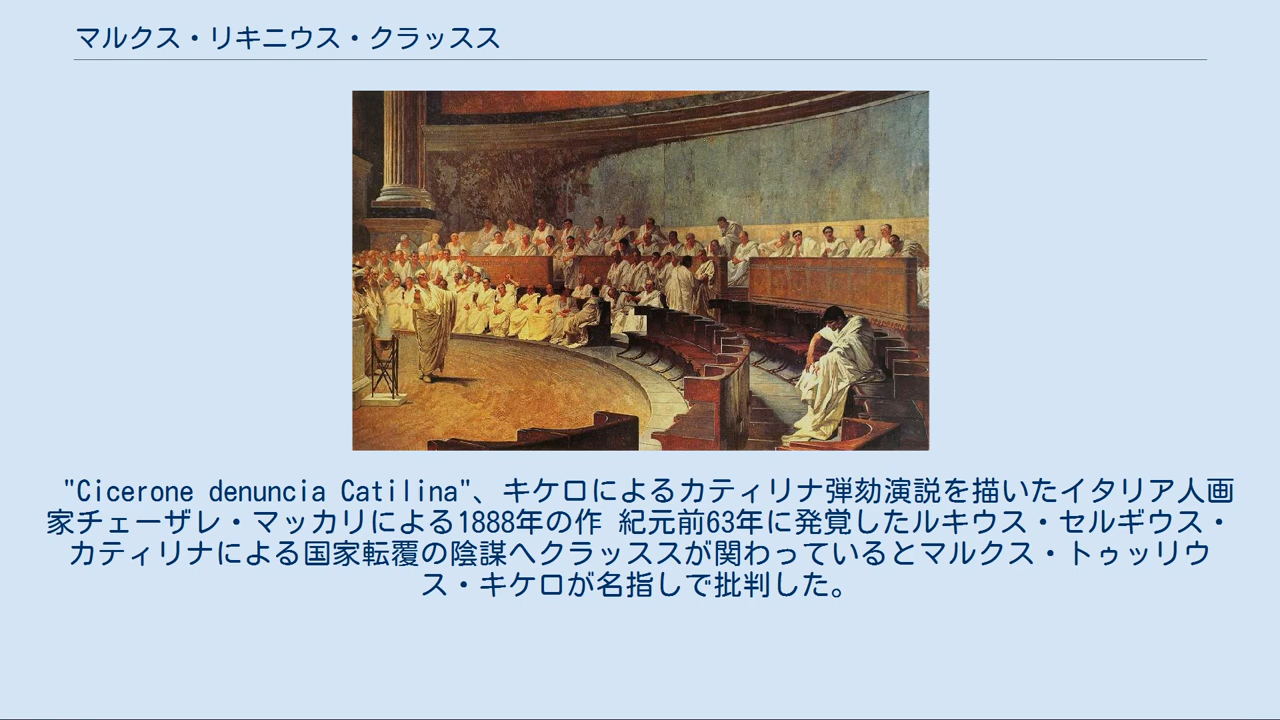 マルクス・リキニウス・クラッスス
"Cicerone denuncia Catilina"、キケロによるカティリナ弾劾演説を描いたイタリア人画
家チェーザレ・マッカリによる1888年の作 紀元前63年に発覚したルキウス・セルギウス・
カティリナによる国家転覆の陰謀へクラッススが関わっているとマルクス・トゥッリウ
ス・キケロが名指しで批判した。